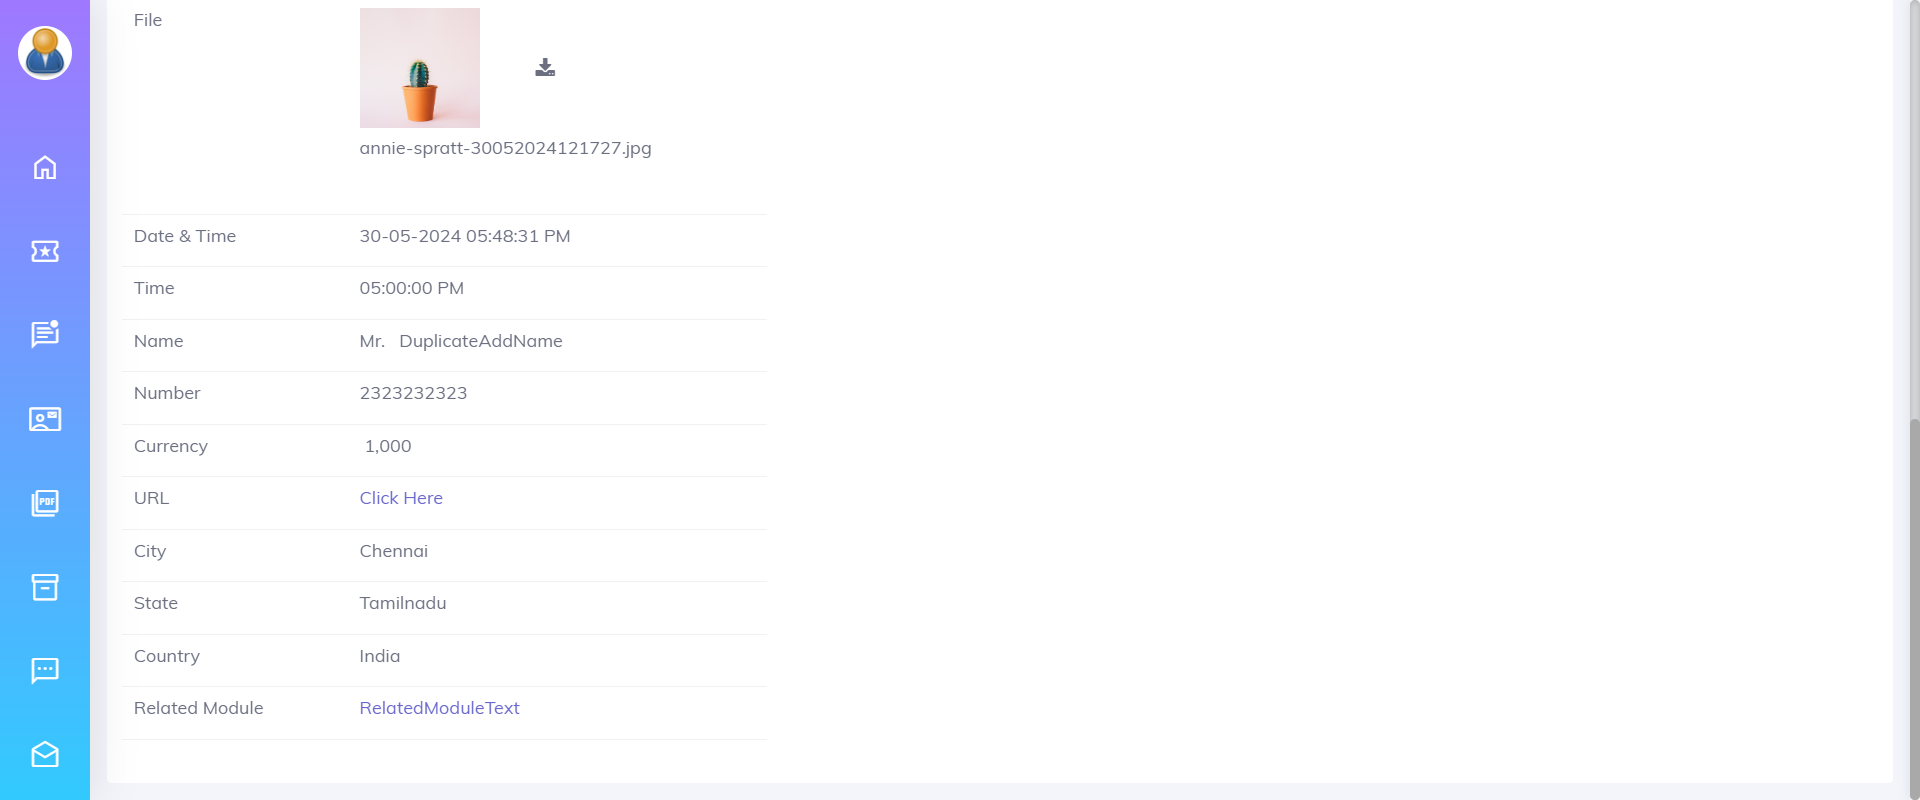 File
annie-spratt-30052024121727.jpg
Date & Time 30-05-2024 05:48:31 PM
Time 05:00:00 PM
Name Mr. DuplicateAddName
Number 2323232323
Currency 1,000
URL Click Here
City Chennai
State Tamilnadu
PDF
Country India
Related Module RelatedModuleText